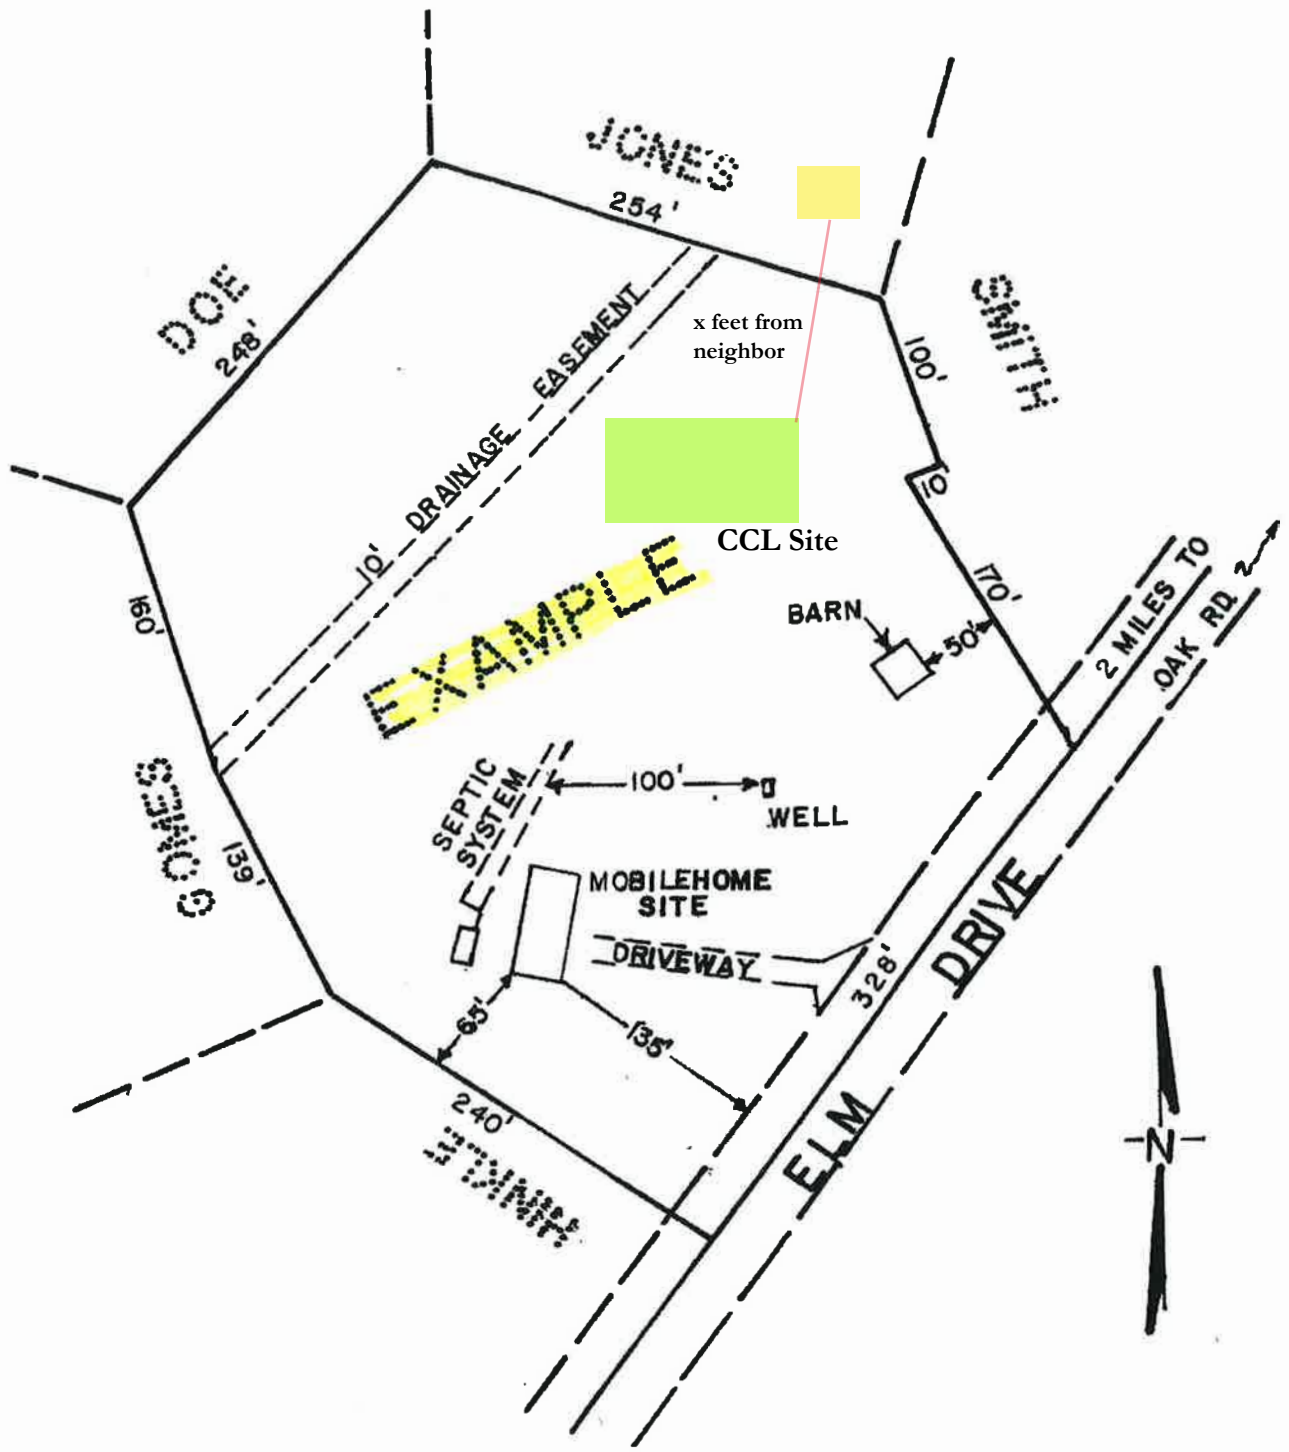 JONES
254'
DOE
248'
SMITH
x feet from
neighbor
100'
10
DRAINAGE EASEMENT
10'
CCL Site
EXAMPLE
170'
2 MILES TO
OAK RD.
BARN
50'
160'
GOMES
139'
SEPTIC
SYSTEM
100'
WELL
MOBILEHOME
SITE
DRIVEWAY
328'
ELM DRIVE
65'
135'
240'
HINKLE
N